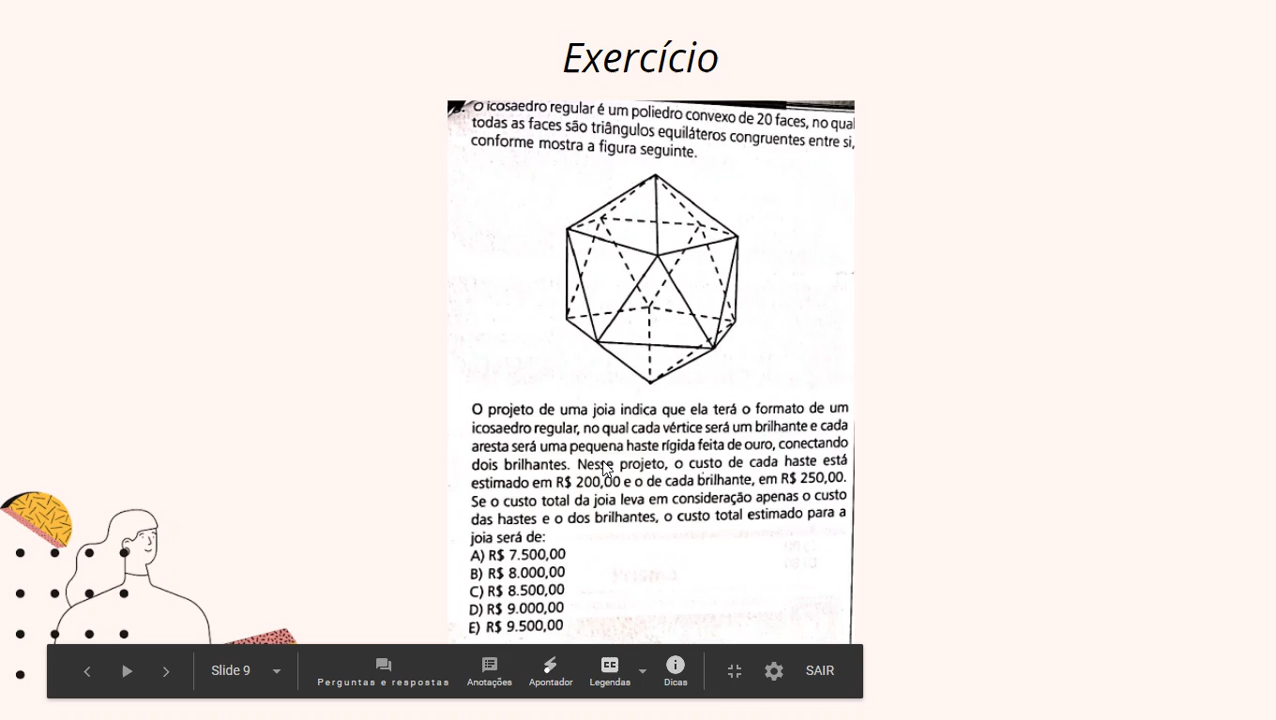 Exercício
O icosaedro regular é um poliedro convexo de 20 faces, no qual
todas as faces são triângulos equiláteros congruentes entre si,
conforme mostra a figura seguinte.
O projeto de uma joia indica que ela terá o formato de um
icosaedro regular, no qual cada vértice será um brilhante e cada
aresta será uma pequena haste rígida feita de ouro, conectando
dois brilhantes. Nesse projeto, o custo de cada haste está
estimado em R$ 200,00 e o de cada brilhante, em R$ 250,00.
Se o custo total da joia leva em consideração apenas o custo
das hastes e o dos brilhantes, o custo total estimado para a
joia será de:
A) R$ 7.500,00
B) R$ 8.000,00
C) R$ 8.500,00
D) R$ 9.000,00
E) R$ 9.500,00
Slide 9
Perguntas e respostas
Anotações
Apontador
CC
Legendas
Dicas
SAIR